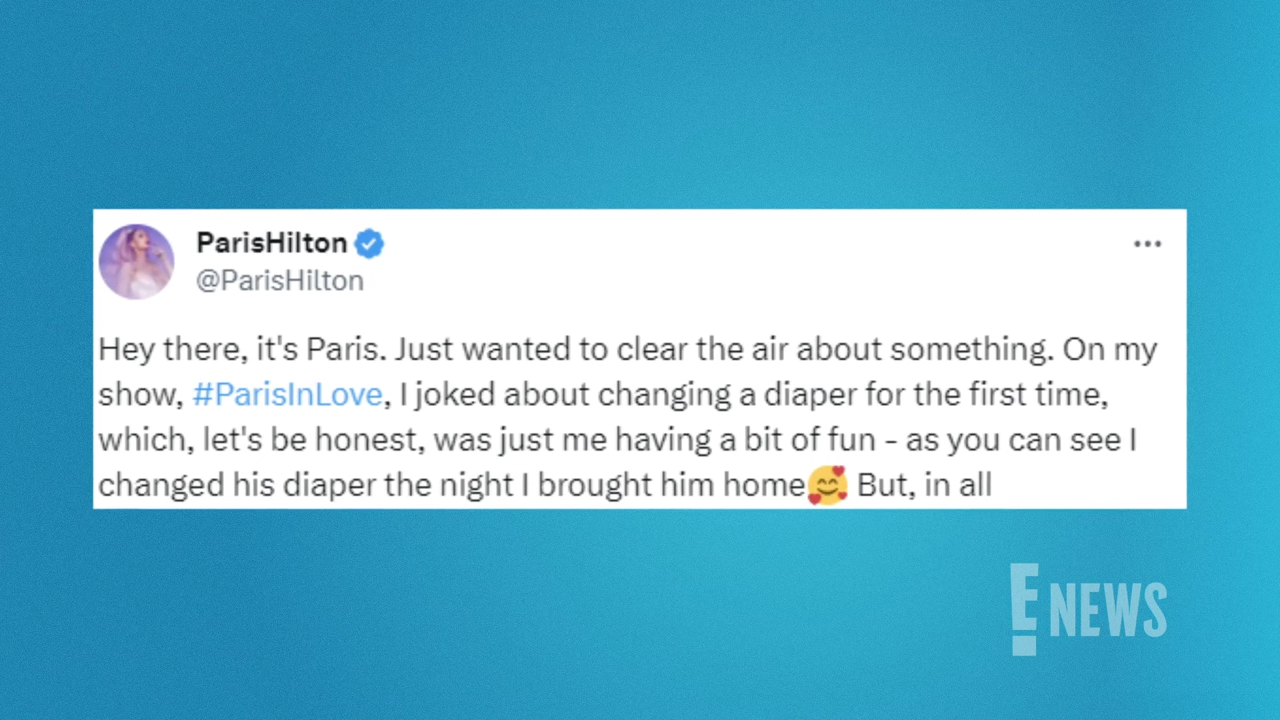 ParisHilton
@ParisHilton
Hey there, it's Paris. Just wanted to clear the air about something. On my
show, #ParisInLove, I joked about changing a diaper for the first time,
which, let's be honest, was just me having a bit of fun - as you can see I
changed his diaper the night I brought him home🥰 But, in all
E! NEWS